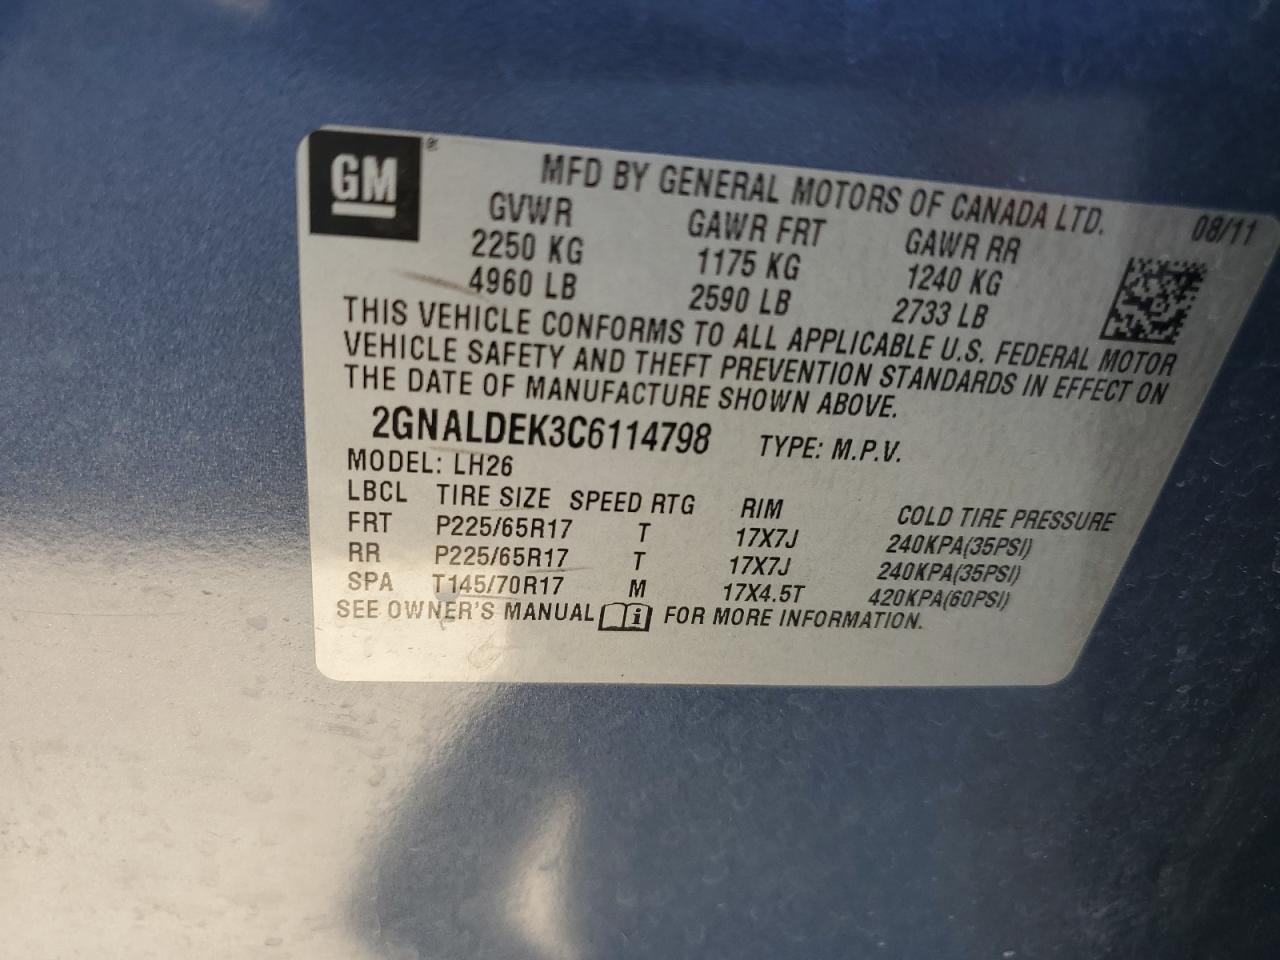 GM®
MFD BY GENERAL MOTORS OF CANADA LTD.
08/11
GVWR GAWR FRT GAWR RR
2250 KG 1175 KG 1240 KG
4960 LB 2590 LB 2733 LB
THIS VEHICLE CONFORMS TO ALL APPLICABLE U.S. FEDERAL MOTOR
VEHICLE SAFETY AND THEFT PREVENTION STANDARDS IN EFFECT ON
THE DATE OF MANUFACTURE SHOWN ABOVE.
2GNALDEK3C6114798 TYPE: M.P.V.
MODEL: LH26
LBCL TIRE SIZE SPEED RTG RIM COLD TIRE PRESSURE
FRT P225/65R17 T 17X7J 240KPA(35PSI)
RR P225/65R17 T 17X7J 240KPA(35PSI)
SPA T145/70R17 M 17X4.5T 420KPA(60PSI)
SEE OWNER'S MANUAL i FOR MORE INFORMATION.